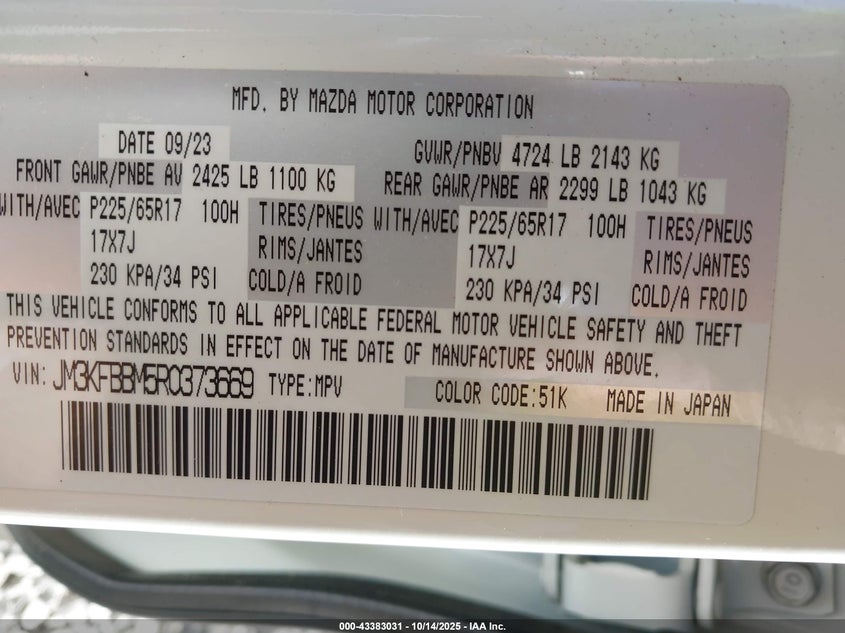 MFD. BY MAZDA MOTOR CORPORATION
DATE 09/23 GVWR/PNBV 4724 LB 2143 KG
FRONT GAWR/PNBE AV 2425 LB 1100 KG REAR GAWR/PNBE AR 2299 LB 1043 KG
WITH/AVEC P225/65R17 100H TIRES/PNEUS WITH/AVEC P225/65R17 100H TIRES/PNEUS
17X7J RIMS/JANTES 17X7J RIMS/JANTES
230 KPA/34 PSI COLD/A FROID 230 KPA/34 PSI COLD/A FROID
THIS VEHICLE CONFORMS TO ALL APPLICABLE FEDERAL MOTOR VEHICLE SAFETY AND THEFT
PREVENTION STANDARDS IN EFFECT ON THE DATE OF MANUFACTURE SHOWN ABOVE.
VIN: JM3KFBBM5R0373669 TYPE:MPV COLOR CODE:51K MADE IN JAPAN
000-43383031 - 10/14/2025 - IAA Inc.